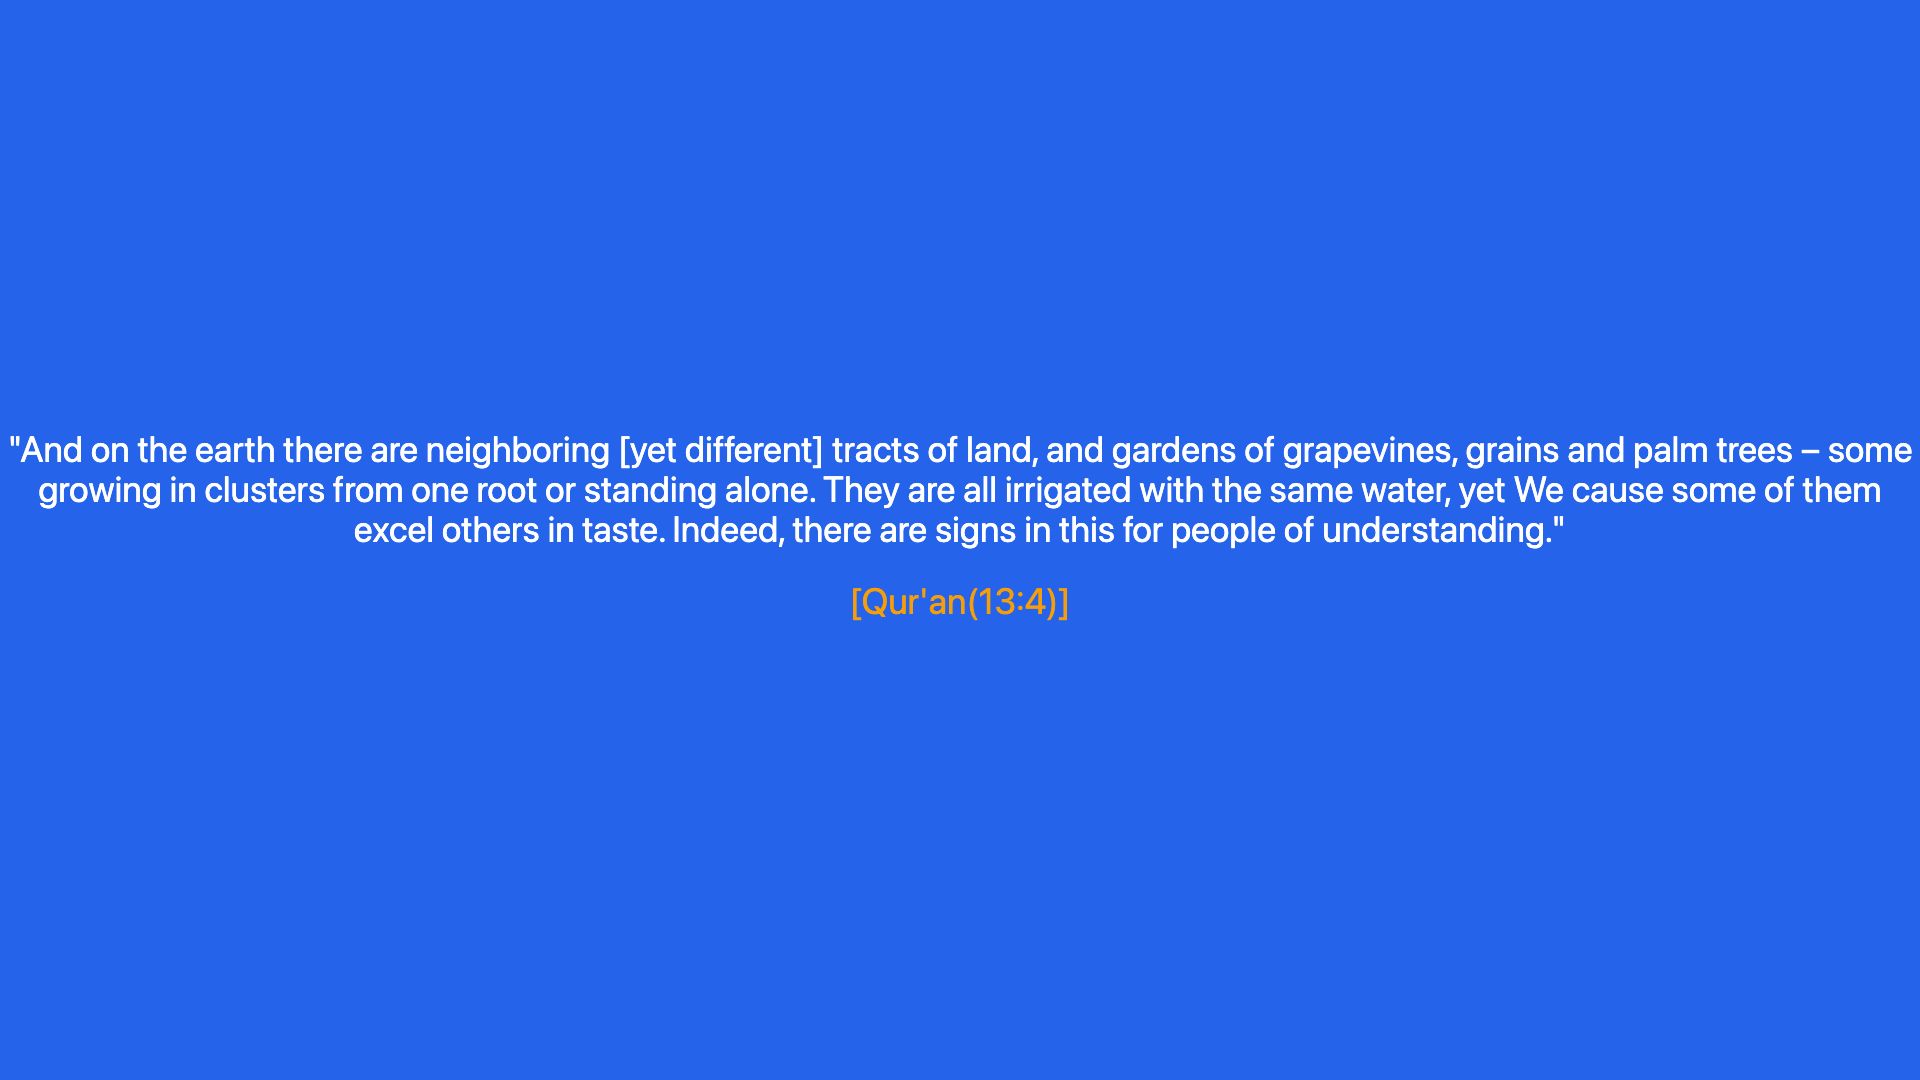 "And on the earth there are neighboring [yet different] tracts of land, and gardens of grapevines, grains and palm trees – some
growing in clusters from one root or standing alone. They are all irrigated with the same water, yet We cause some of them
excel others in taste. Indeed, there are signs in this for people of understanding."
[Qur'an(13:4)]